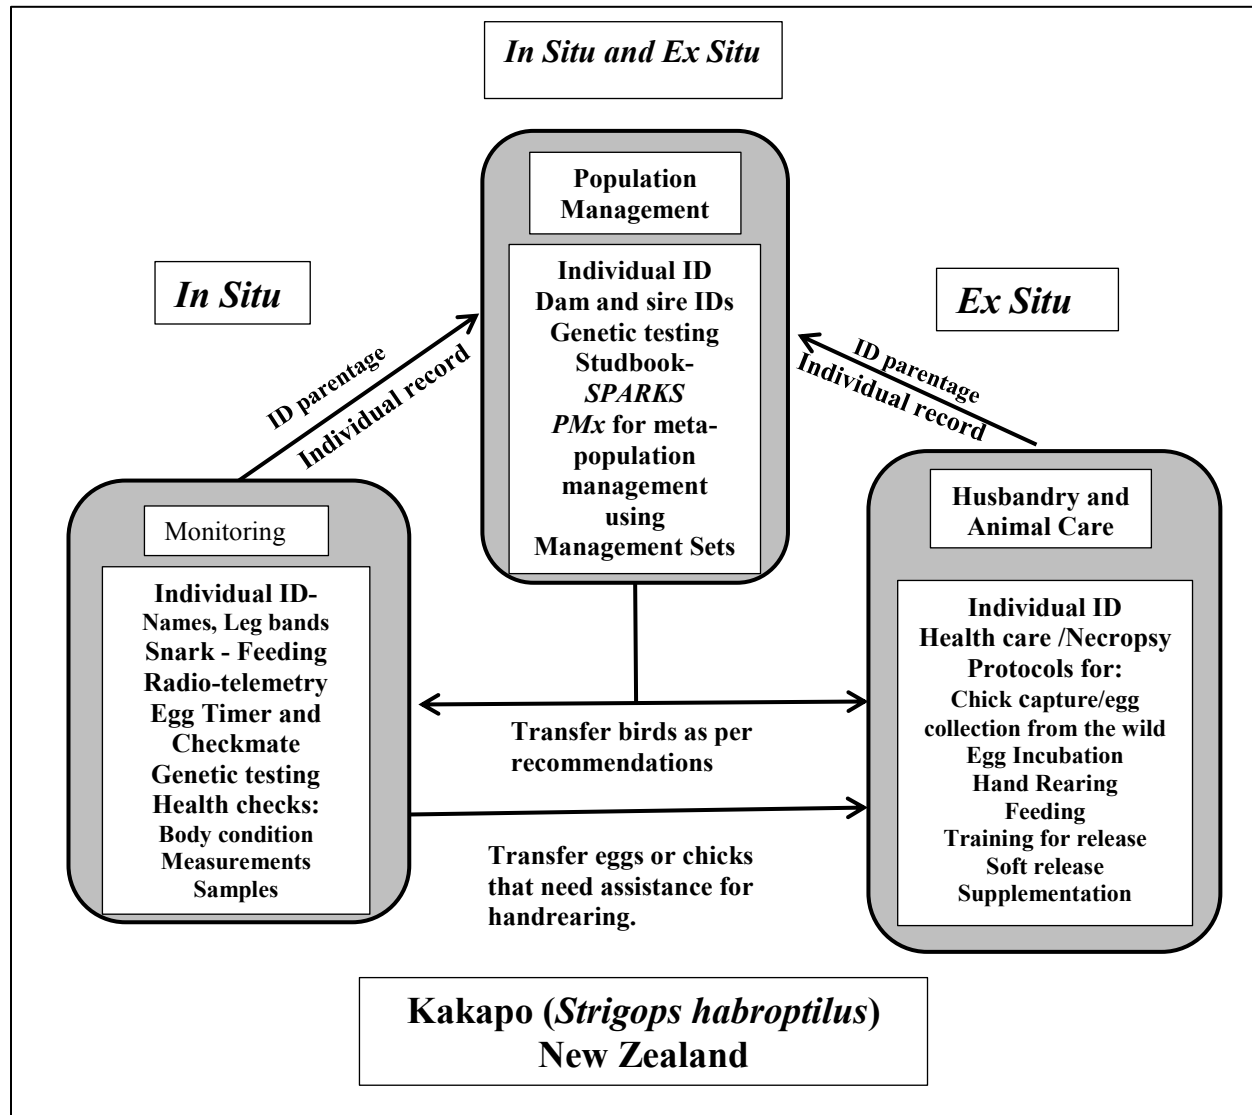 In Situ and Ex Situ
Population
Management
Individual ID
Dam and sire IDs
Genetic testing
Studbook-
SPARKS
PMx for meta-
population
management
using
Management Sets
In Situ
Ex Situ
ID parentage
Individual record
ID parentage
Individual record
Monitoring
Individual ID-
Names, Leg bands
Snark - Feeding
Radio-telemetry
Egg Timer and
Checkmate
Genetic testing
Health checks:
Body condition
Measurements
Samples
Husbandry and
Animal Care
Individual ID
Health care /Necropsy
Protocols for:
Chick capture/egg
collection from the wild
Egg Incubation
Hand Rearing
Feeding
Training for release
Soft release
Supplementation
Transfer birds as per
recommendations
Transfer eggs or chicks
that need assistance for
handrearing.
Kakapo (Strigops habroptilus)
New Zealand